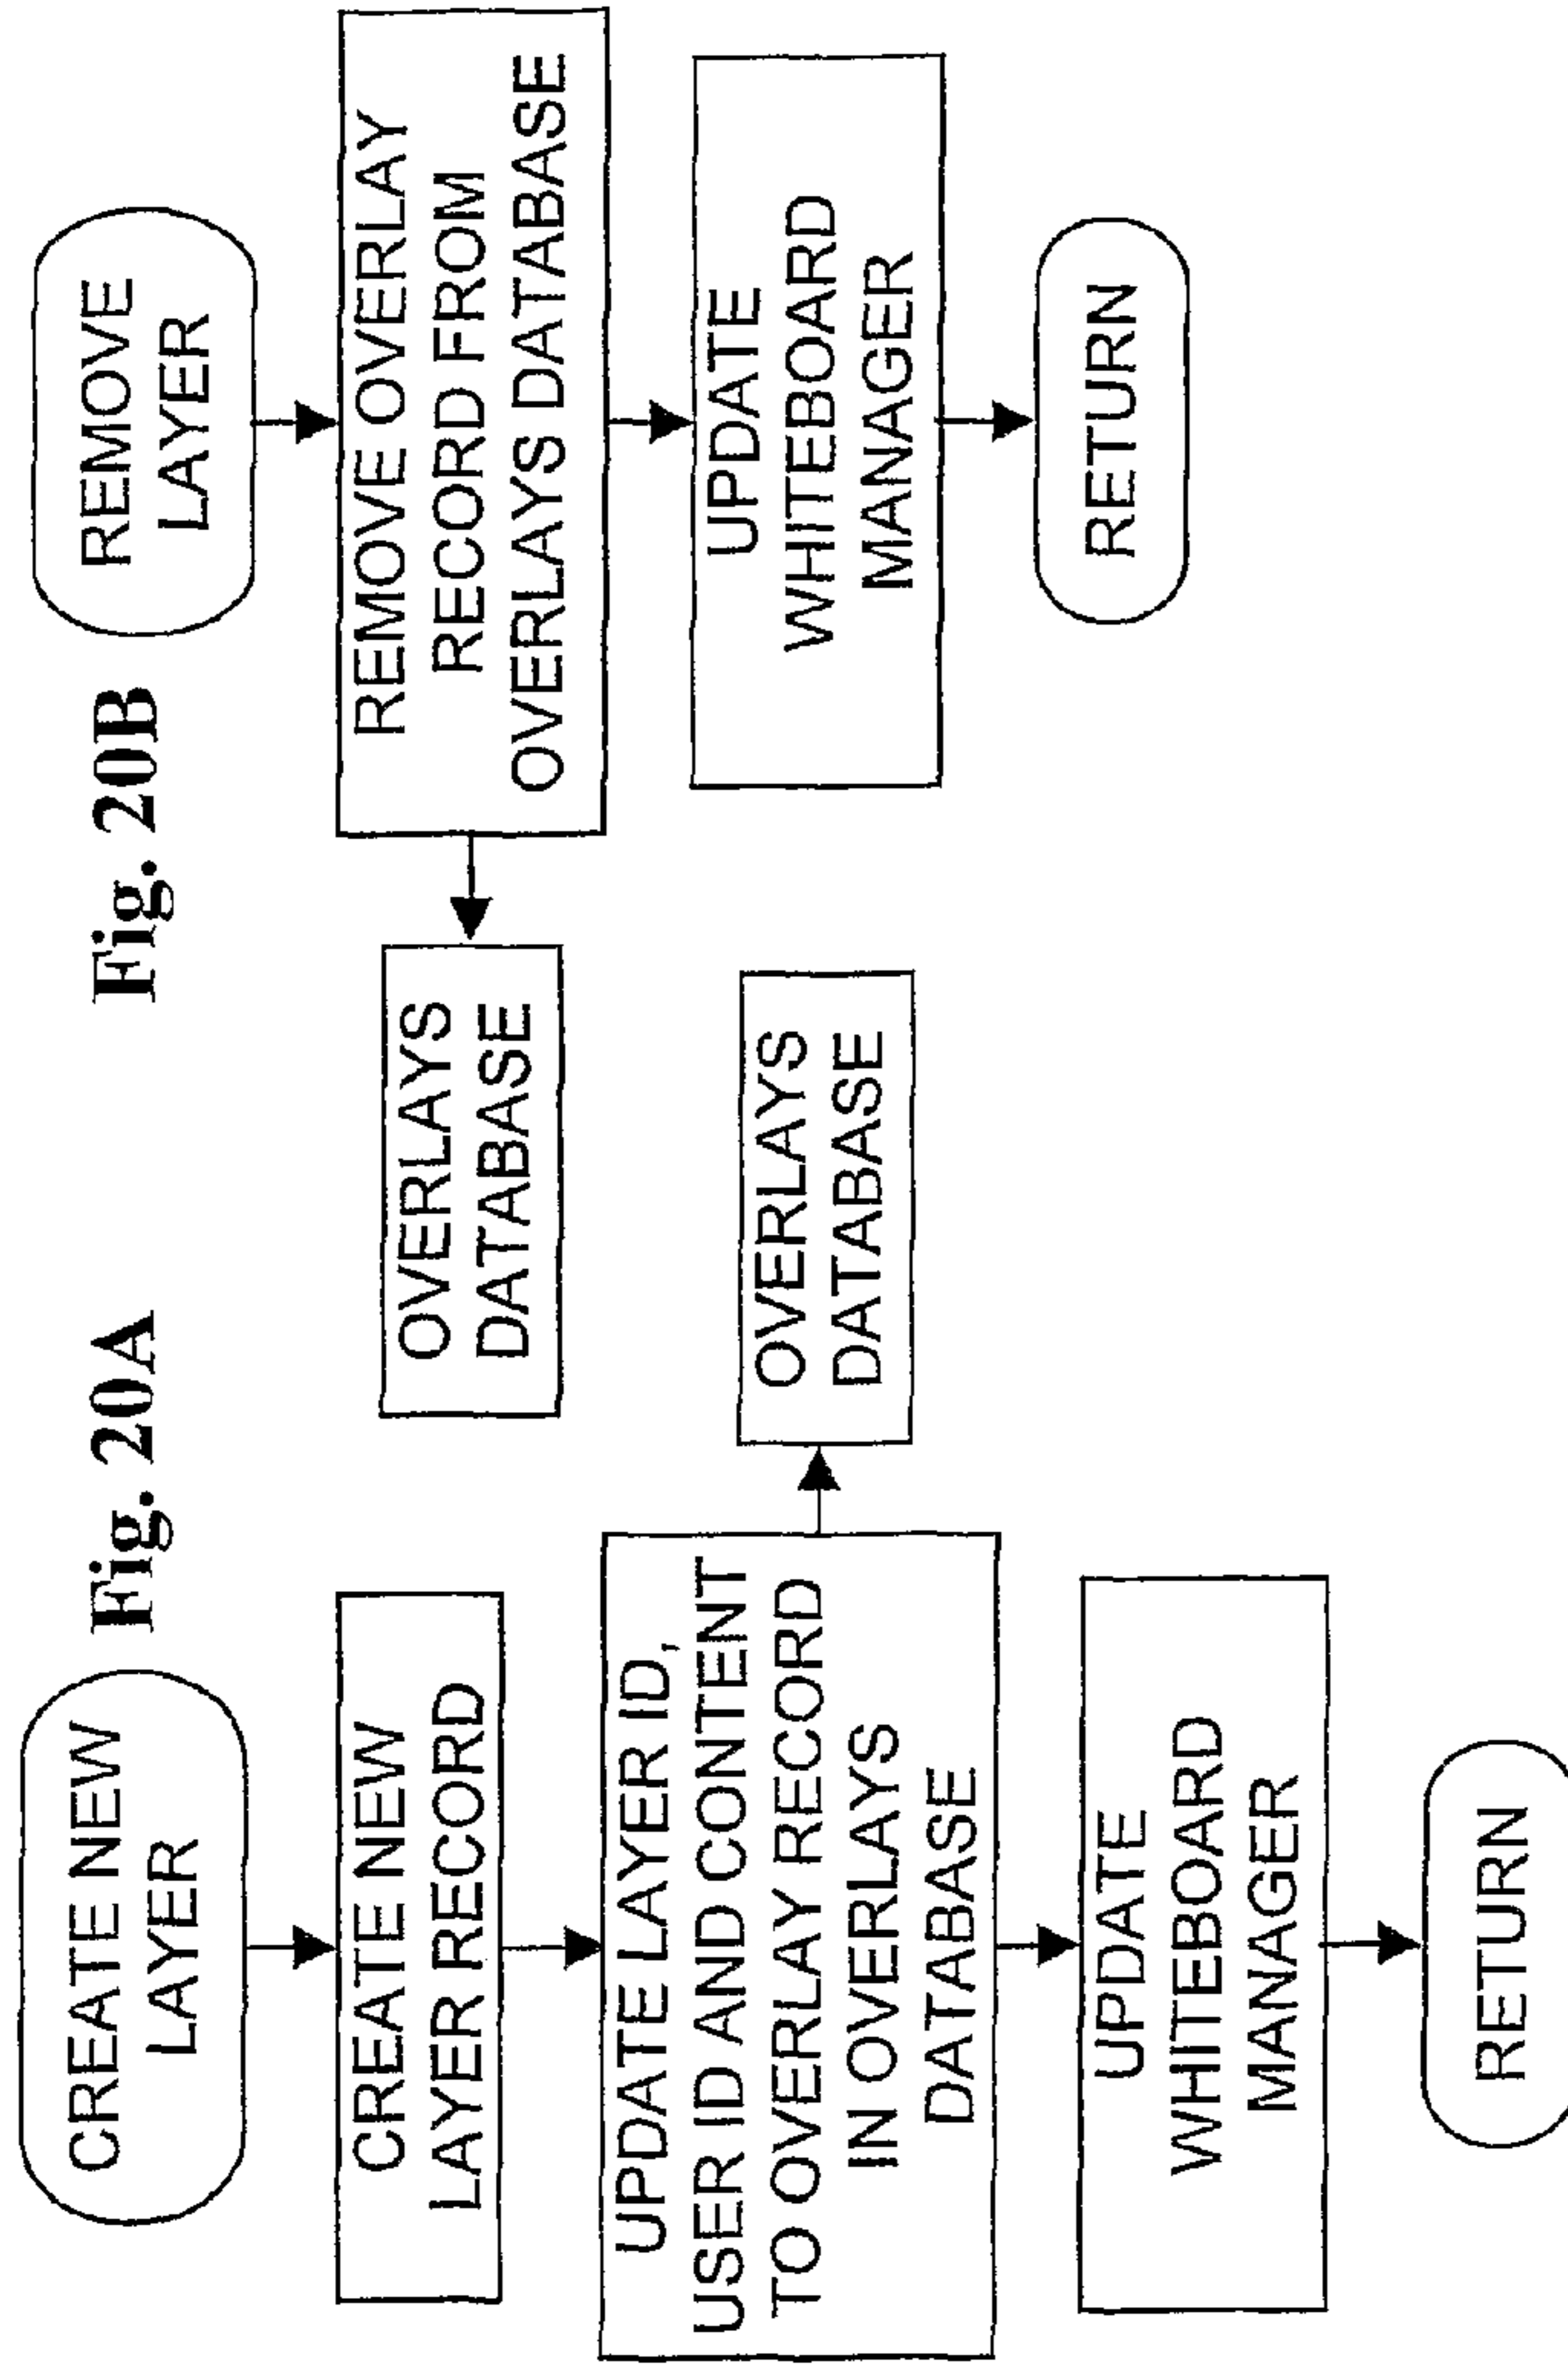 Fig. 20A
CREATE NEW
LAYER
CREATE NEW
LAYER RECORD
UPDATE LAYER ID,
USER ID AND CONTENT
TO OVERLAY RECORD
IN OVERLAYS
DATABASE
OVERLAYS
DATABASE
UPDATE
WHITEBOARD
MANAGER
RETURN
Fig. 20B
REMOVE
LAYER
REMOVE OVERLAY
RECORD FROM
OVERLAYS DATABASE
OVERLAYS
DATABASE
UPDATE
WHITEBOARD
MANAGER
RETURN